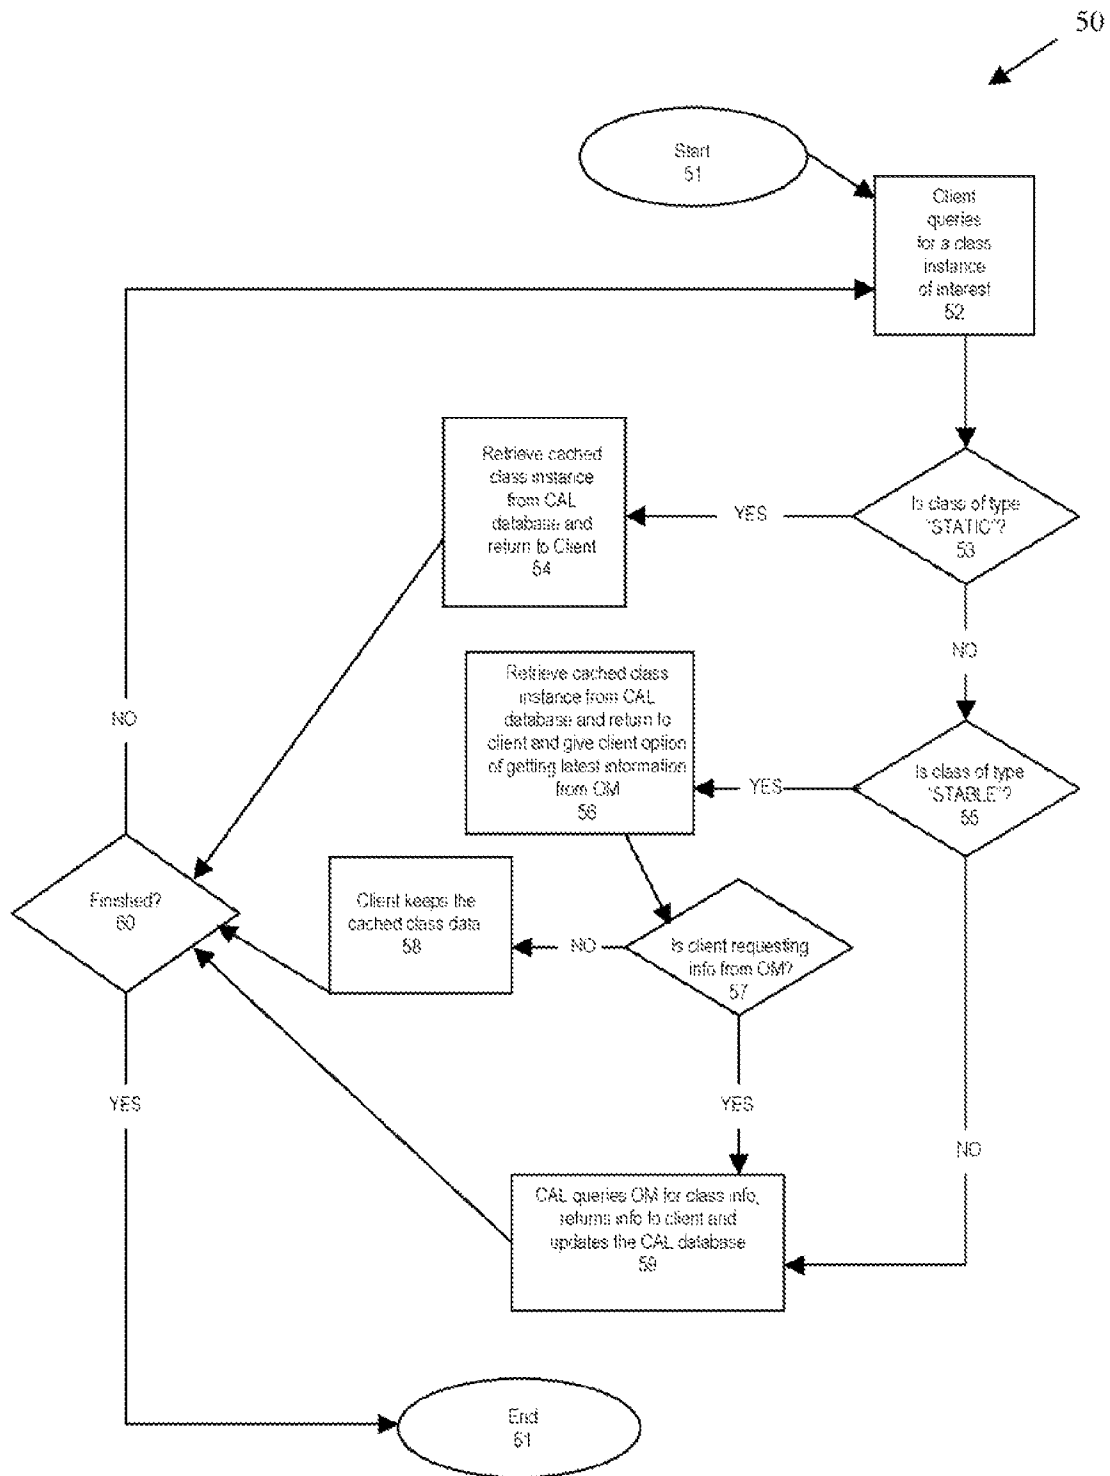 50
Start
51
Client
queries
for a class
instance
of interest
52
Retrieve cached
class instance
from CAL
database and
return to Client
54
YES
Is class of type
"STATIC"?
53
NO
Retrieve cached class
instance from CAL
database and return to
client and give client option
of getting latest information
from OM
56
YES
Is class of type
"STABLE"?
55
NO
Finished?
60
Client keeps the
cached class data
58
NO
Is client requesting
info from OM?
57
YES
YES
NO
CAL queries OM for class info,
returns info to client and
updates the CAL database
59
End
61